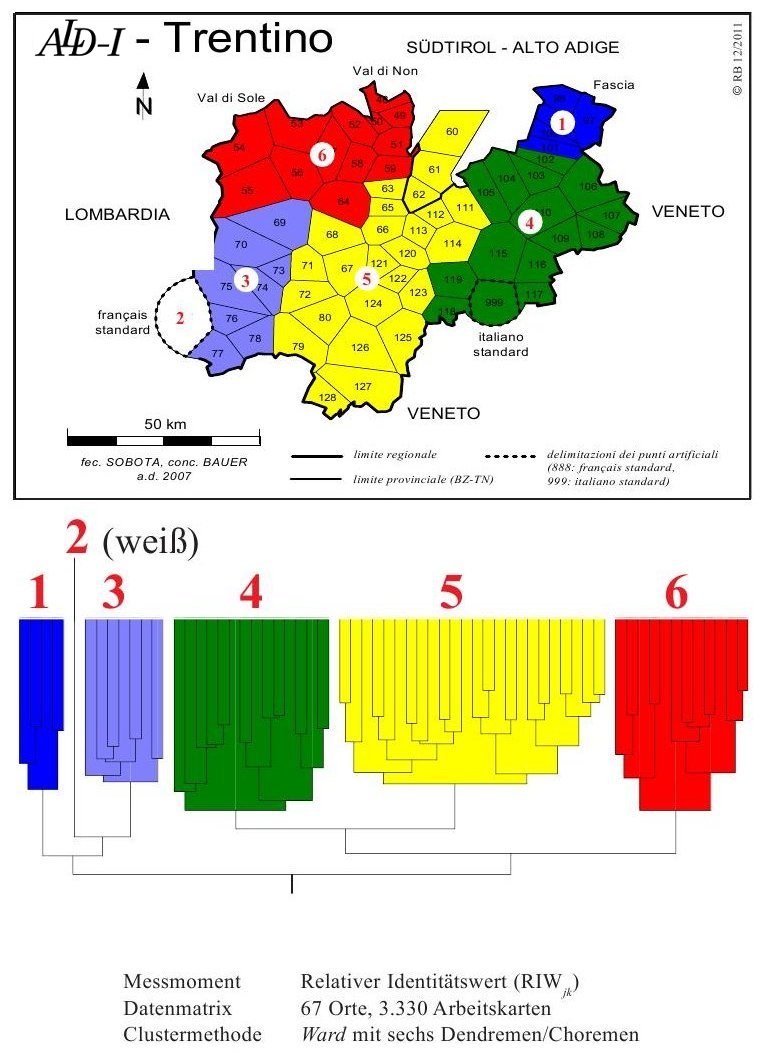 ALD-I - Trentino
SÜDTIROL - ALTO ADIGE
© RB 12/2011
N
Val di Non
Val di Sole
Fascia
49
53
52
50
60
1
54
51
101
6
102
56
58
59
61
104
103
55
63
62
105
106
64
65
111
LOMBARDIA
VENETO
69
112
107
4
68
66
113
109
108
70
114
120
115
116
71
67
121
73
3
5
122
119
75
74
72
124
123
999
117
français
standard
2
76
80
italiano
standard
77
78
79
126
125
127
128
VENETO
50 km
fec. SOBOTA, conc. BAUER
a.d. 2007
limite regionale
limite provinciale (BZ-TN)
delimitazioni dei punti artificiali
(888: français standard,
999: italiano standard)
2 (weiß)
1 3 4 5 6
Messmoment Relativer Identitätswert (RIWjk)
Datenmatrix 67 Orte, 3.330 Arbeitskarten
Clustermethode Ward mit sechs Dendremen/Choremen